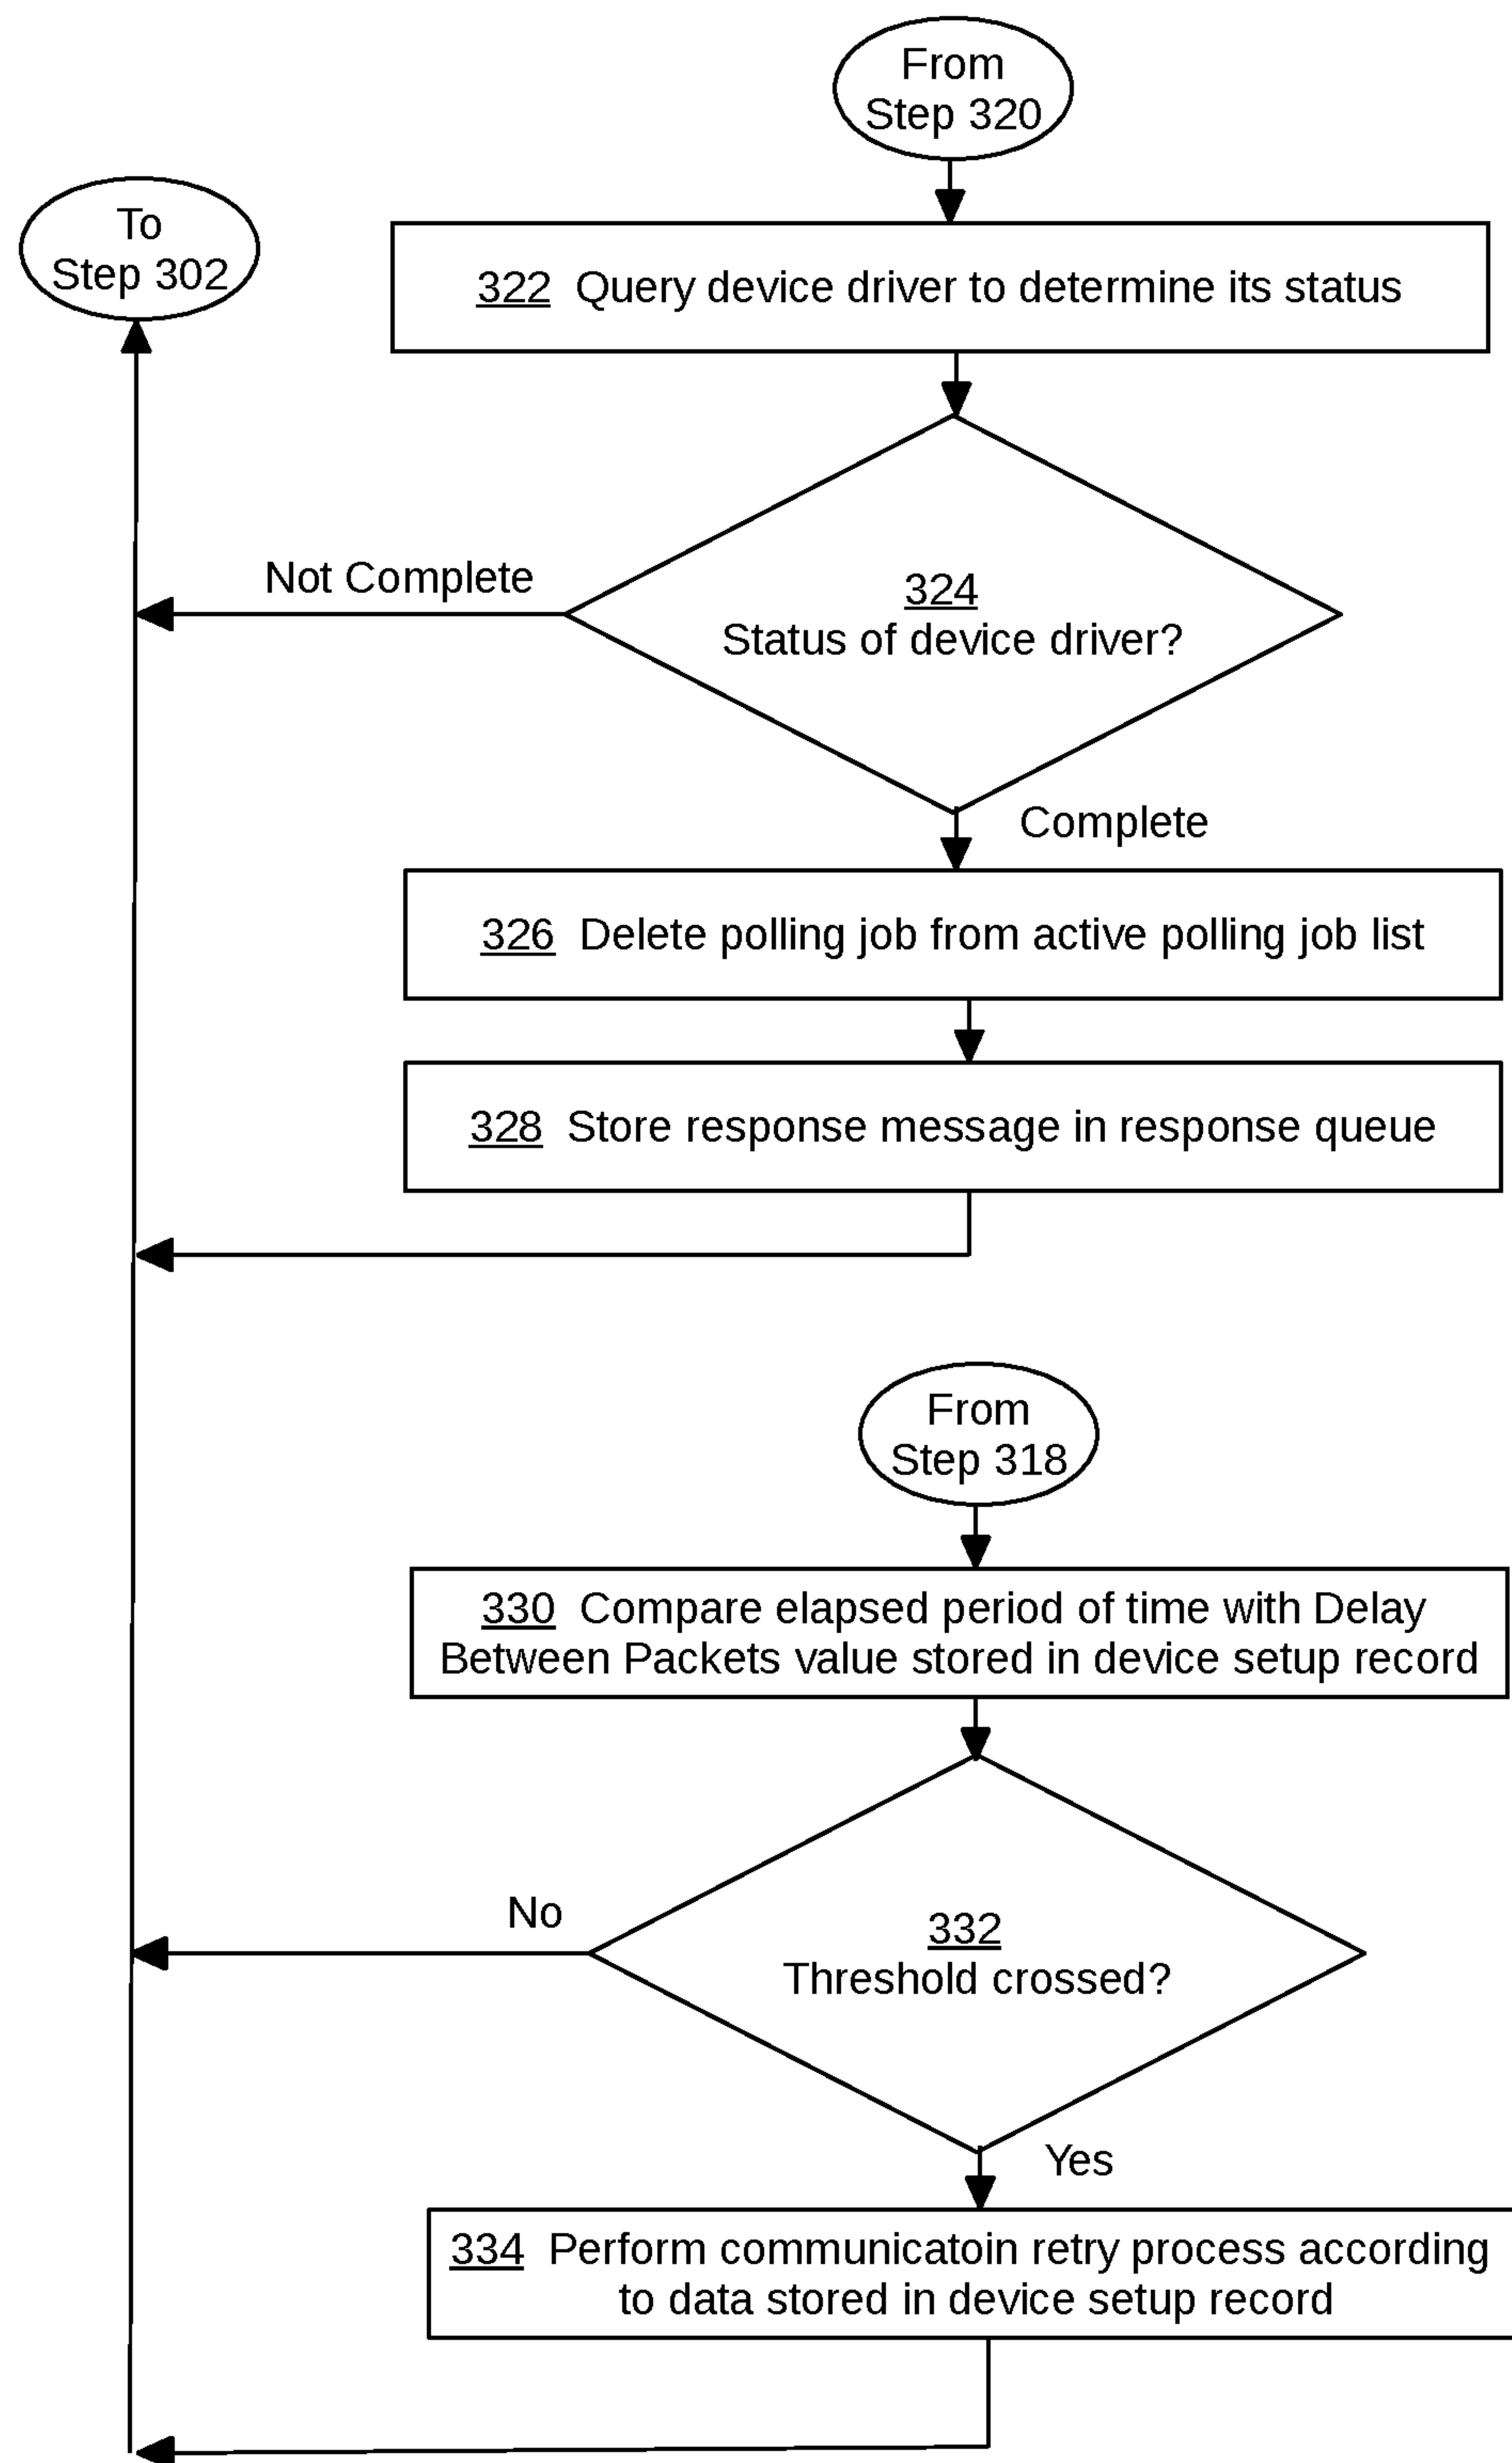 From
Step 320
To
Step 302
322 Query device driver to determine its status
Not Complete
324
Status of device driver?
Complete
326 Delete polling job from active polling job list
328 Store response message in response queue
From
Step 318
330 Compare elapsed period of time with Delay
Between Packets value stored in device setup record
No
332
Threshold crossed?
Yes
334 Perform communicatoin retry process according
to data stored in device setup record